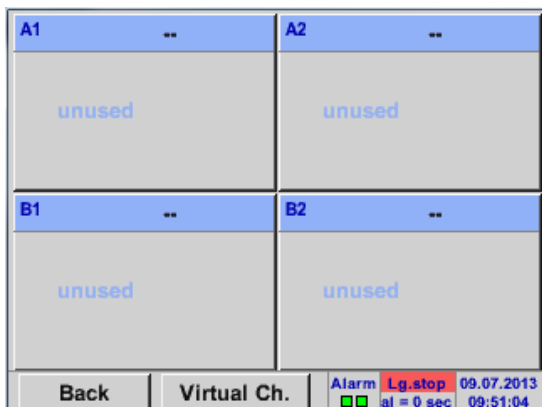 A1 --
A2 --
unused
unused
B1 --
B2 --
unused
unused
Back
Virtual Ch.
Alarm
Lg.stop
al = 0 sec
09.07.2013
09:51:04